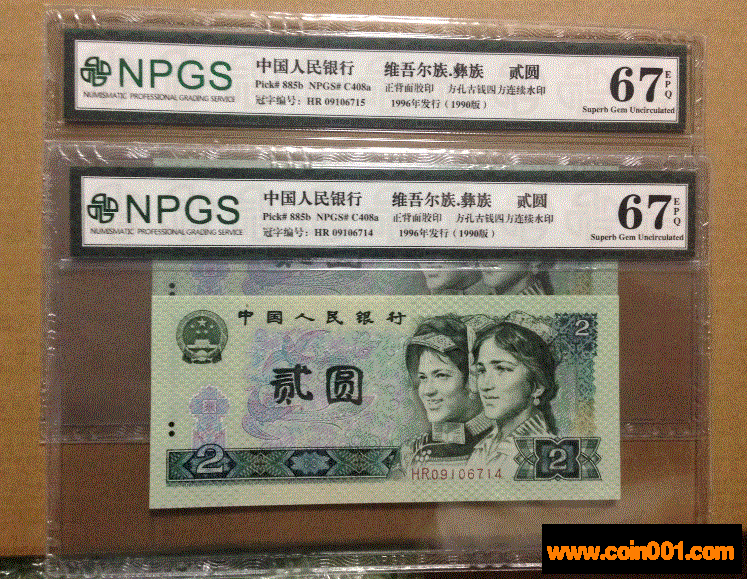 NPGS
NUMISMATIC PROFESSIONAL GRADING SERVICE
中国人民银行 维吾尔族.彝族 贰圆
Pick# 885b NPGS# C408a 正背面胶印 方孔古钱四方连续水印
冠字编号: HR 09106715 1996年发行(1990版)
67 EPQ
Superb Gem Uncirculated
NPGS
NUMISMATIC PROFESSIONAL GRADING SERVICE
中国人民银行 维吾尔族.彝族 贰圆
Pick# 885b NPGS# C408a 正背面胶印 方孔古钱四方连续水印
冠字编号: HR 09106714 1996年发行(1990版)
67 EPQ
Superb Gem Uncirculated
中国人民银行
2
贰圆
2
HR09106714
2
www.coin001.com